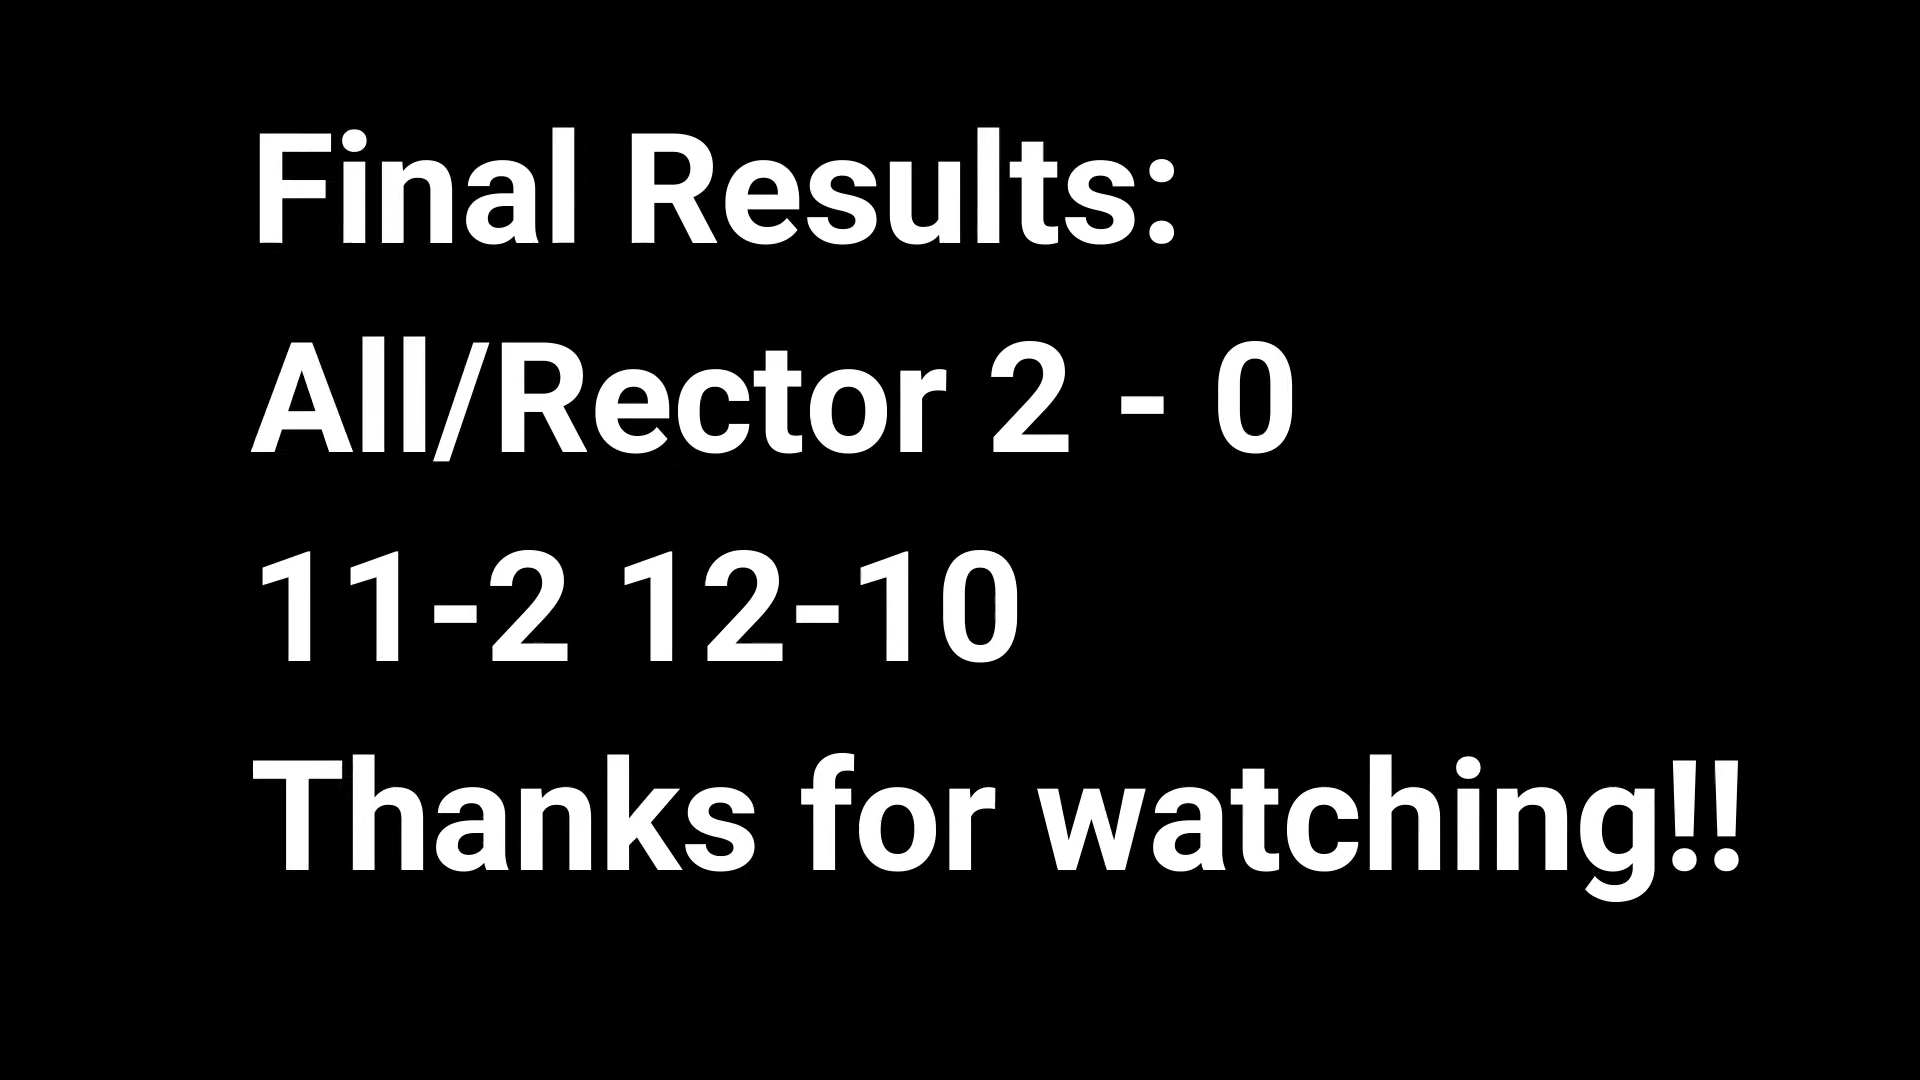 Final Results:
All/Rector 2 - 0
11-2 12-10
Thanks for watching!!